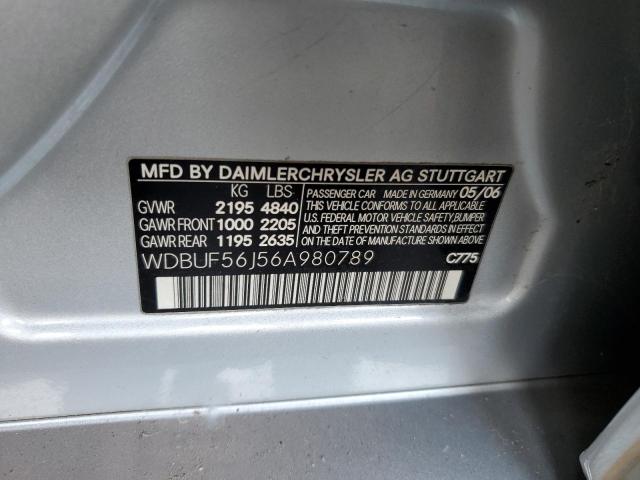 MFD BY DAIMLERCHRYSLER AG STUTTGART
KG LBS
GVWR 2195 4840
GAWR FRONT 1000 2205
GAWR REAR 1195 2635
PASSENGER CAR MADE IN GERMANY 05/06
THIS VEHICLE CONFORMS TO ALL APPLICABLE
U.S. FEDERAL MOTOR VEHICLE SAFETY, BUMPER
AND THEFT PREVENTION STANDARDS IN EFFECT
ON THE DATE OF MANUFACTURE SHOWN ABOVE.
WDBUF56J56A980789 C775